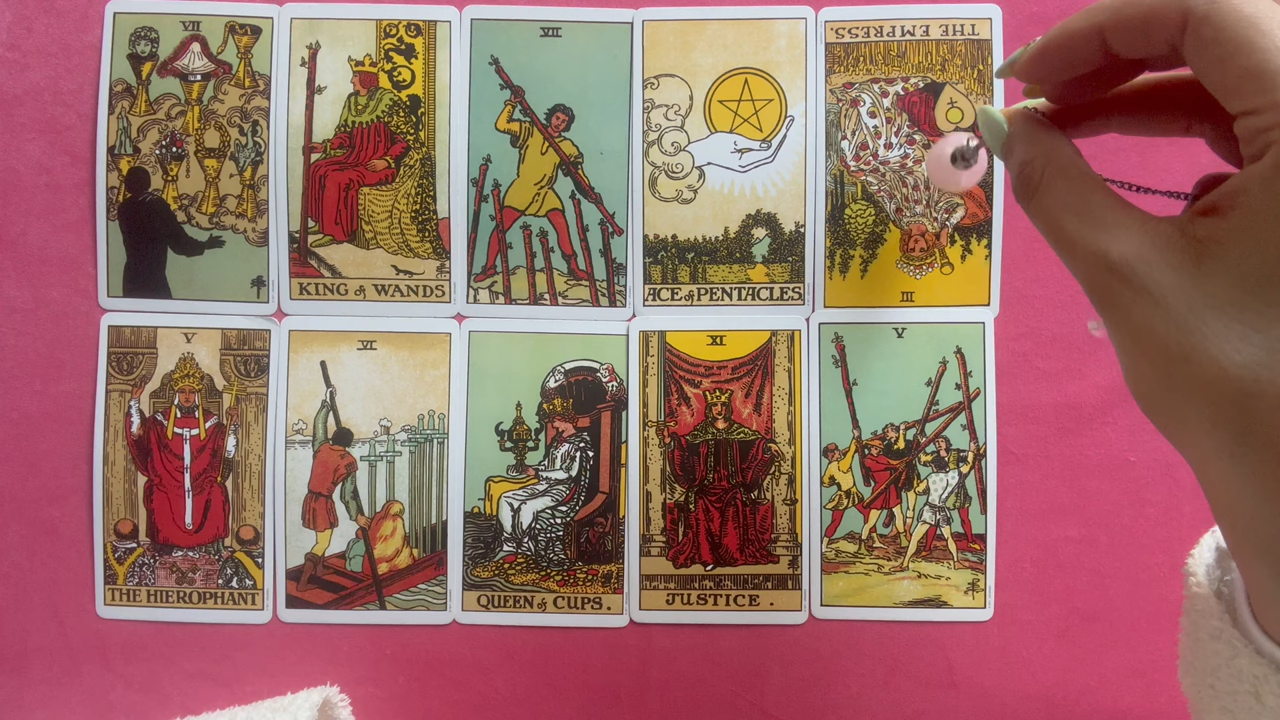 VII
KING of WANDS
VII
ACE of PENTACLES.
THE EMPRESS.
III
V
THE HIEROPHANT
VI
QUEEN of CUPS.
XI
JUSTICE .
V